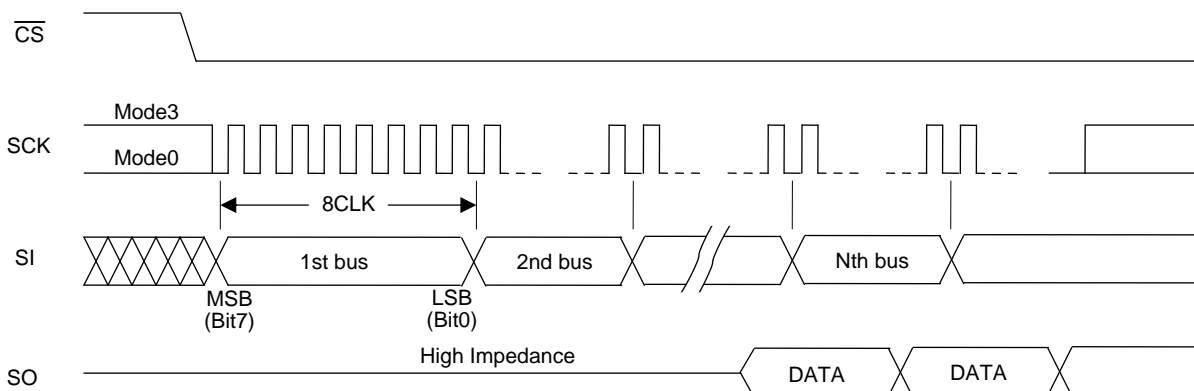 CS
Mode3
SCK
Mode0
8CLK
SI
1st bus
2nd bus
Nth bus
MSB
(Bit7)
LSB
(Bit0)
High Impedance
SO
DATA
DATA